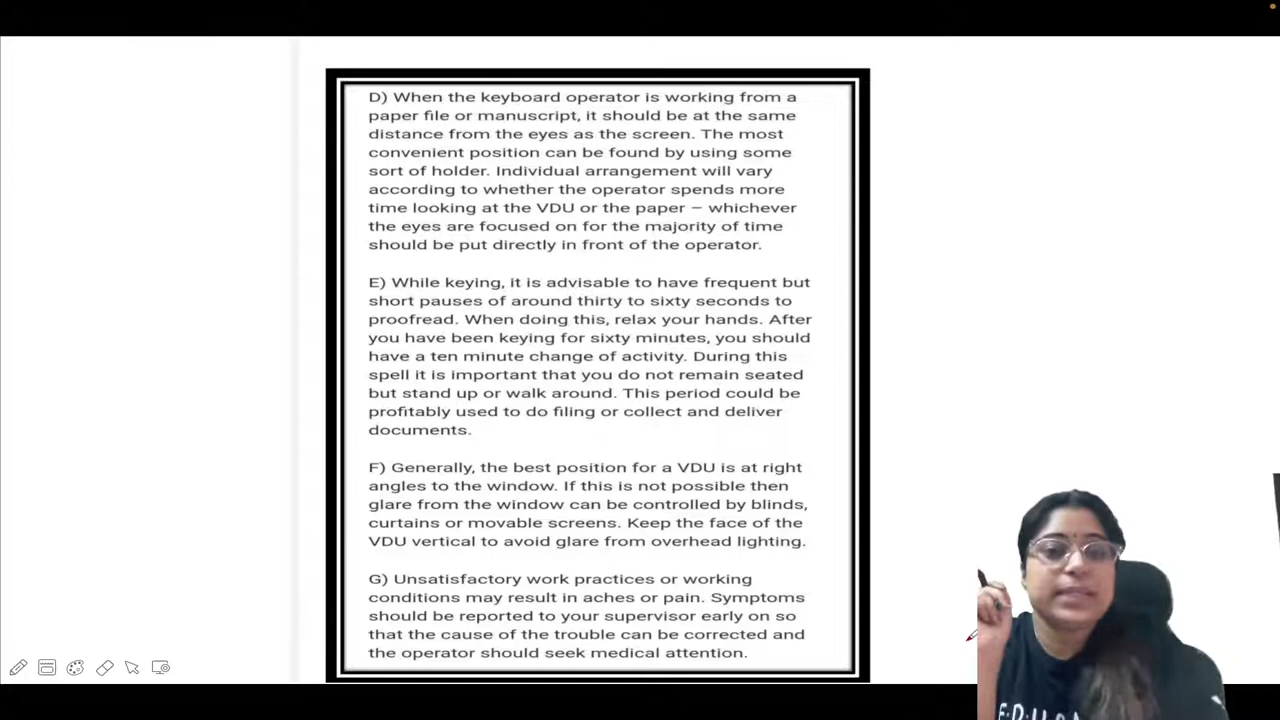 D) When the keyboard operator is working from a
paper file or manuscript, it should be at the same
distance from the eyes as the screen. The most
convenient position can be found by using some
sort of holder. Individual arrangement will vary
according to whether the operator spends more
time looking at the VDU or the paper – whichever
the eyes are focused on for the majority of time
should be put directly in front of the operator.
E) While keying, it is advisable to have frequent but
short pauses of around thirty to sixty seconds to
proofread. When doing this, relax your hands. After
you have been keying for sixty minutes, you should
have a ten minute change of activity. During this
spell it is important that you do not remain seated
but stand up or walk around. This period could be
profitably used to do filing or collect and deliver
documents.
F) Generally, the best position for a VDU is at right
angles to the window. If this is not possible then
glare from the window can be controlled by blinds,
curtains or movable screens. Keep the face of the
VDU vertical to avoid glare from overhead lighting.
G) Unsatisfactory work practices or working
conditions may result in aches or pain. Symptoms
should be reported to your supervisor early on so
that the cause of the trouble can be corrected and
the operator should seek medical attention.